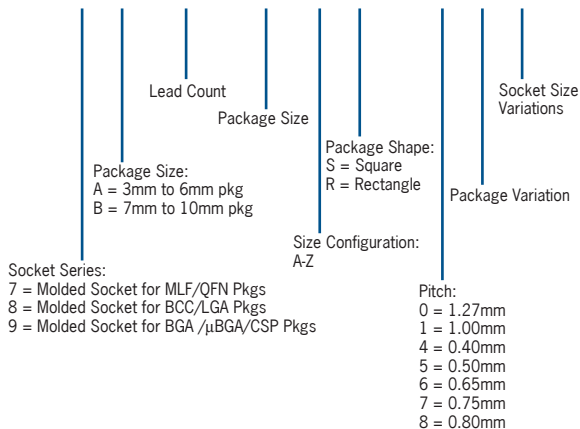 Lead Count
Package Size
Socket Size
Variations
Package Shape:
S = Square
R = Rectangle
Package Variation
Package Size:
A = 3mm to 6mm pkg
B = 7mm to 10mm pkg
Size Configuration:
A-Z
Socket Series:
7 = Molded Socket for MLF/QFN Pkgs
8 = Molded Socket for BCC/LGA Pkgs
9 = Molded Socket for BGA /µBGA/CSP Pkgs
Pitch:
0 = 1.27mm
1 = 1.00mm
4 = 0.40mm
5 = 0.50mm
6 = 0.65mm
7 = 0.75mm
8 = 0.80mm